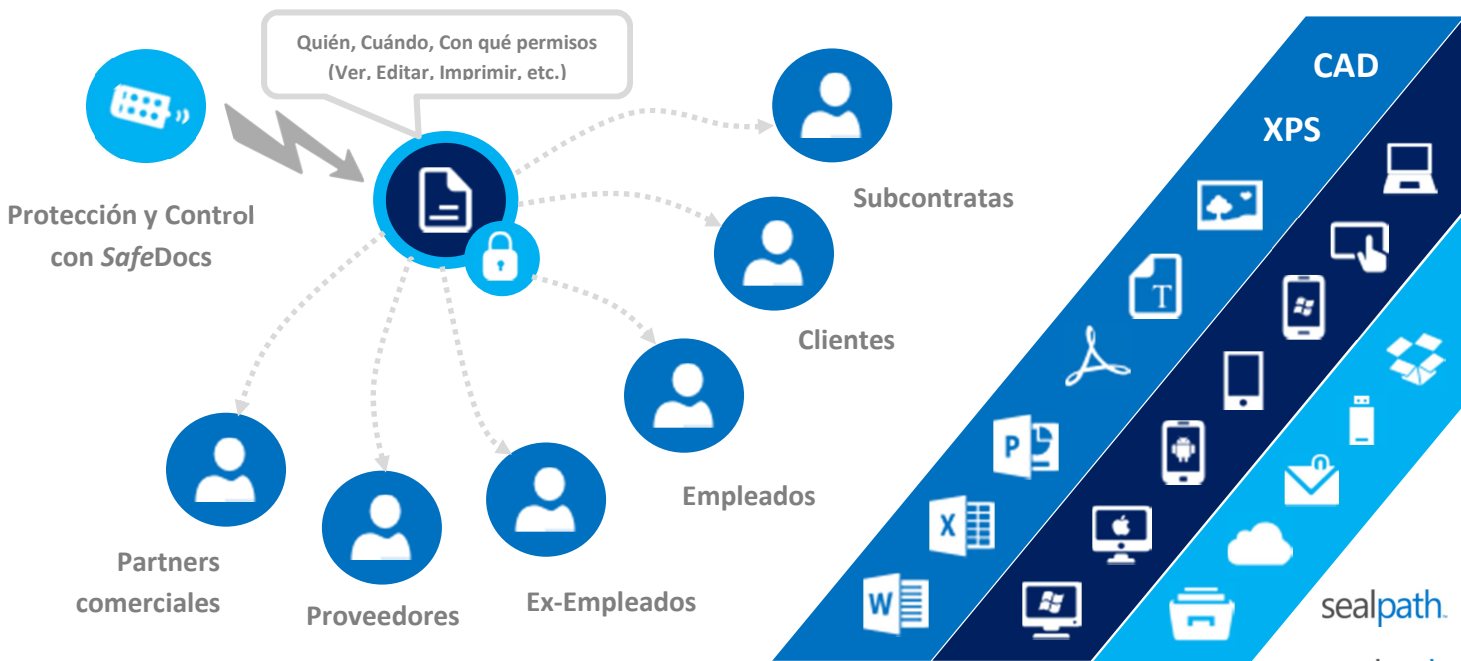 Quién, Cuándo, Con qué permisos
(Ver, Editar, Imprimir, etc.)
Protección y Control
con SafeDocs
Subcontratas
Clientes
Empleados
Ex-Empleados
Proveedores
Partners
comerciales
CAD
XPS
T
P
X
W
sealpath